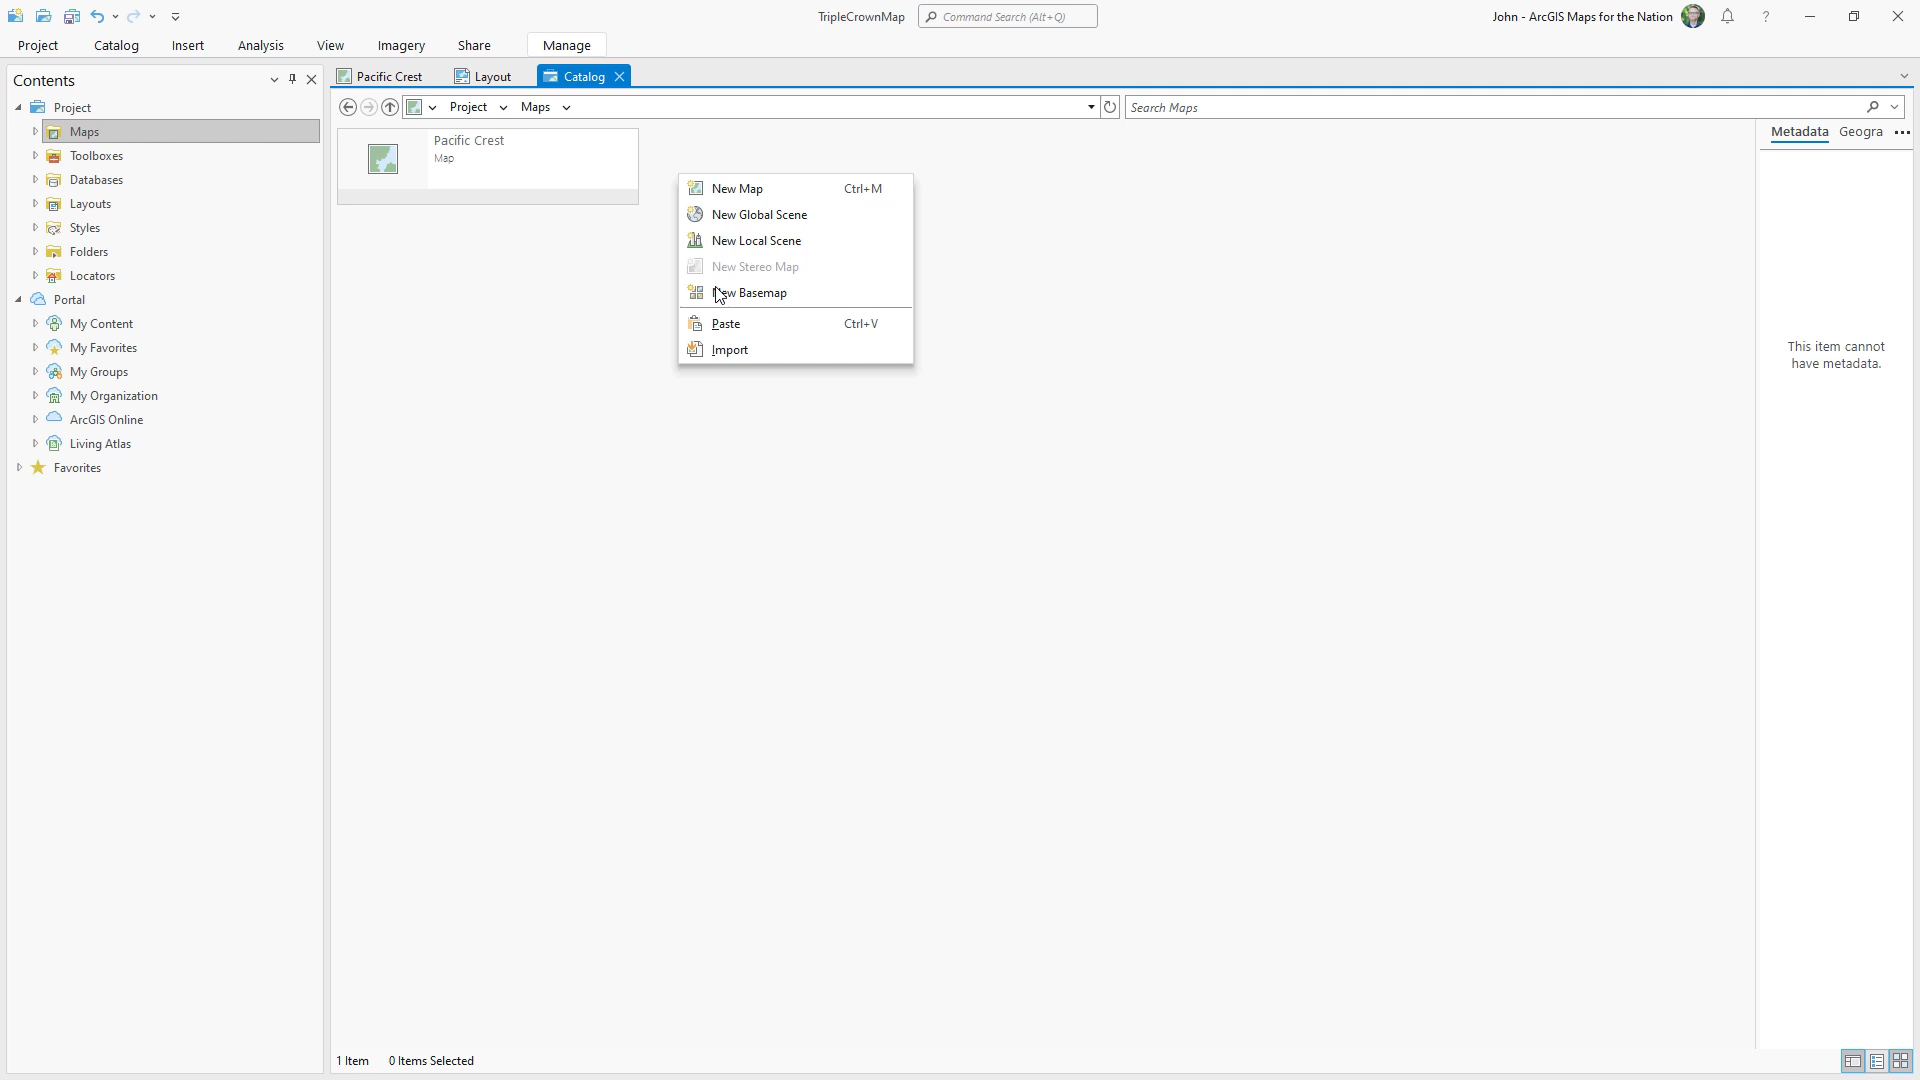 TripleCrownMap
Command Search (Alt+Q)
John - ArcGIS Maps for the Nation
?
Project
Catalog
Insert
Analysis
View
Imagery
Share
Manage
Contents
Pacific Crest
Layout
Catalog
Project
Maps
Search Maps
Project
Maps
Toolboxes
Databases
Layouts
Styles
Folders
Locators
Portal
My Content
My Favorites
My Groups
My Organization
ArcGIS Online
Living Atlas
Favorites
Pacific Crest
Map
New Map Ctrl+M
New Global Scene
New Local Scene
New Stereo Map
Basemap
Paste Ctrl+V
Import
Metadata
Geogra
This item cannot
have metadata.
1 Item
0 Items Selected